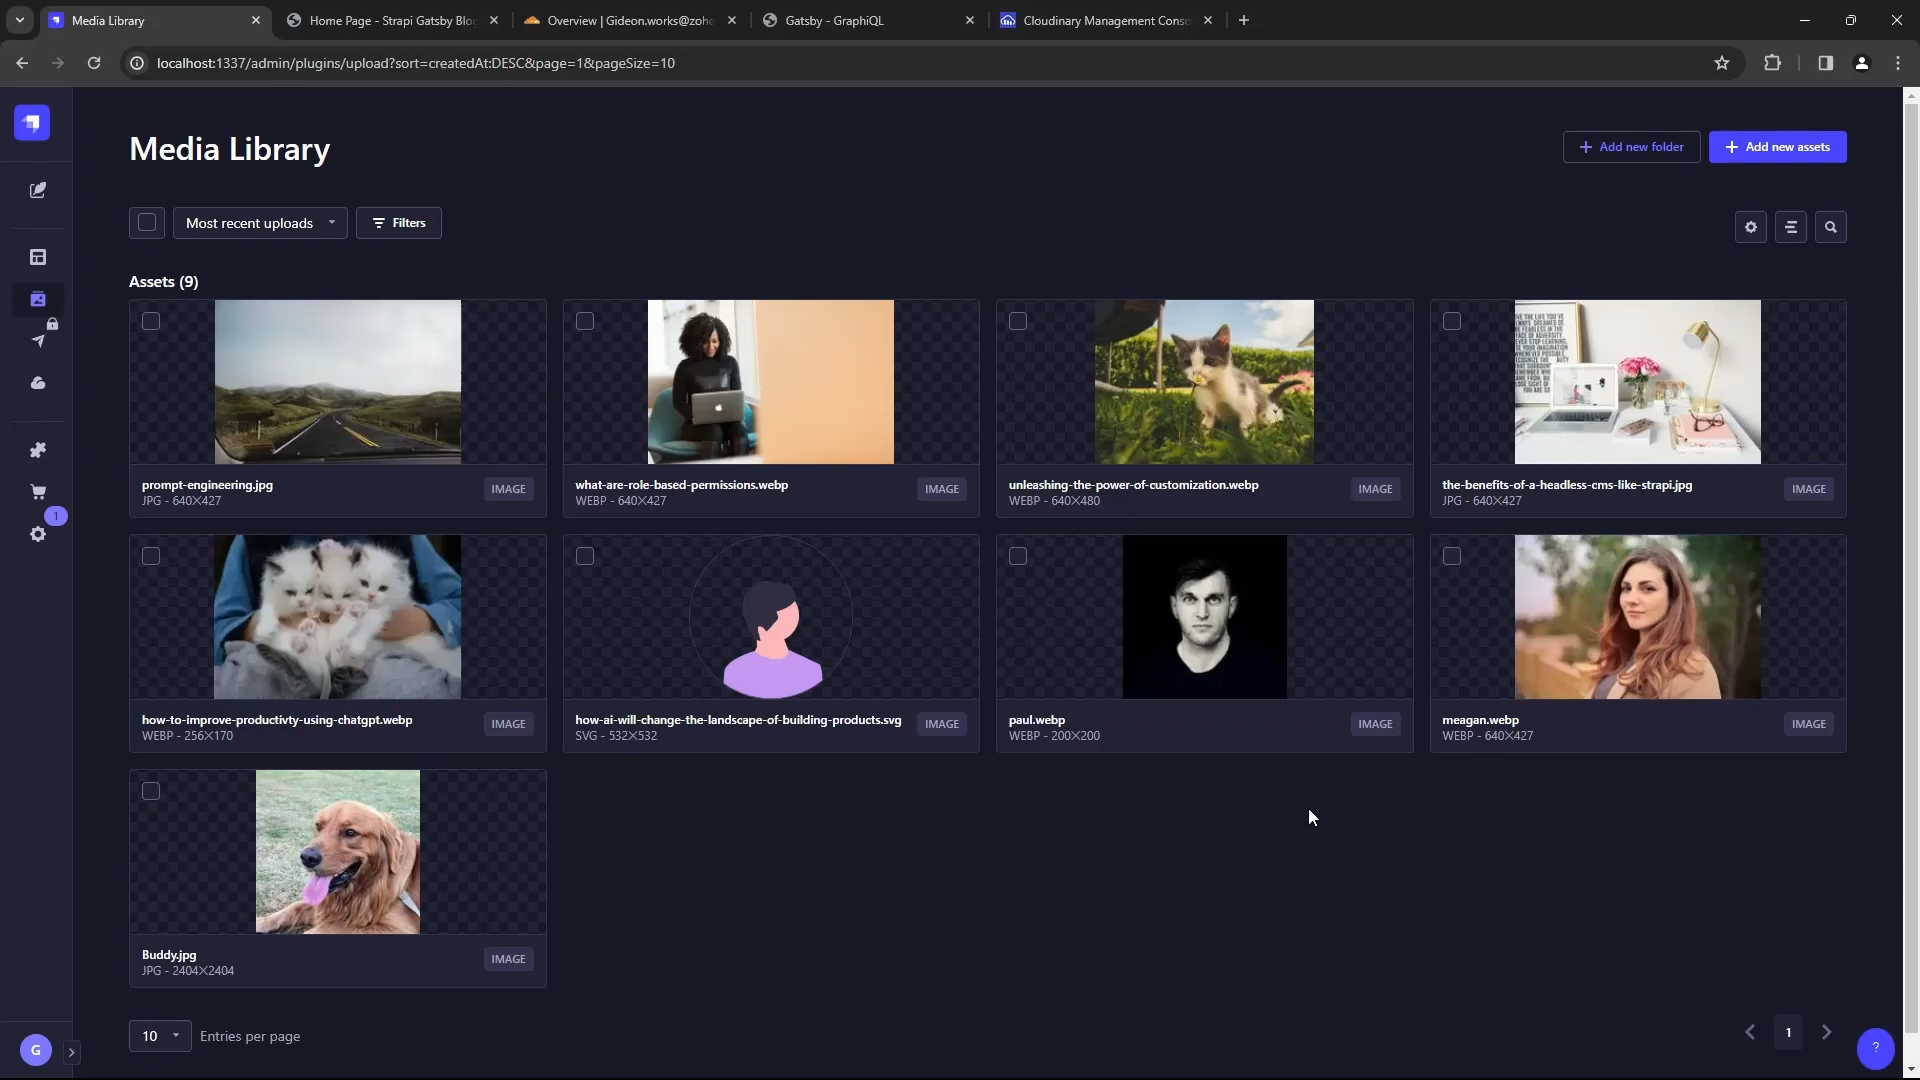 Media Library
Home Page - Strapi Gatsby Blo
Overview | Gideon.works@zoho
Gatsby - GraphiQL
Cloudinary Management Conso
localhost:1337/admin/plugins/upload?sort=createdAt:DESC&page=1&pageSize=10
Media Library
Add new folder
Add new assets
Most recent uploads
Filters
Assets (9)
prompt-engineering.jpg
JPG - 640✕427
IMAGE
what-are-role-based-permissions.webp
WEBP - 640✕427
IMAGE
unleashing-the-power-of-customization.webp
WEBP - 640✕480
IMAGE
the-benefits-of-a-headless-cms-like-strapi.jpg
JPG - 640✕427
IMAGE
1
how-to-improve-productivty-using-chatgpt.webp
WEBP - 256✕170
IMAGE
how-ai-will-change-the-landscape-of-building-products.svg
SVG - 532✕532
IMAGE
paul.webp
WEBP - 200✕200
IMAGE
meagan.webp
WEBP - 640✕427
IMAGE
Buddy.jpg
JPG - 2404✕2404
IMAGE
10
Entries per page
1
G
?